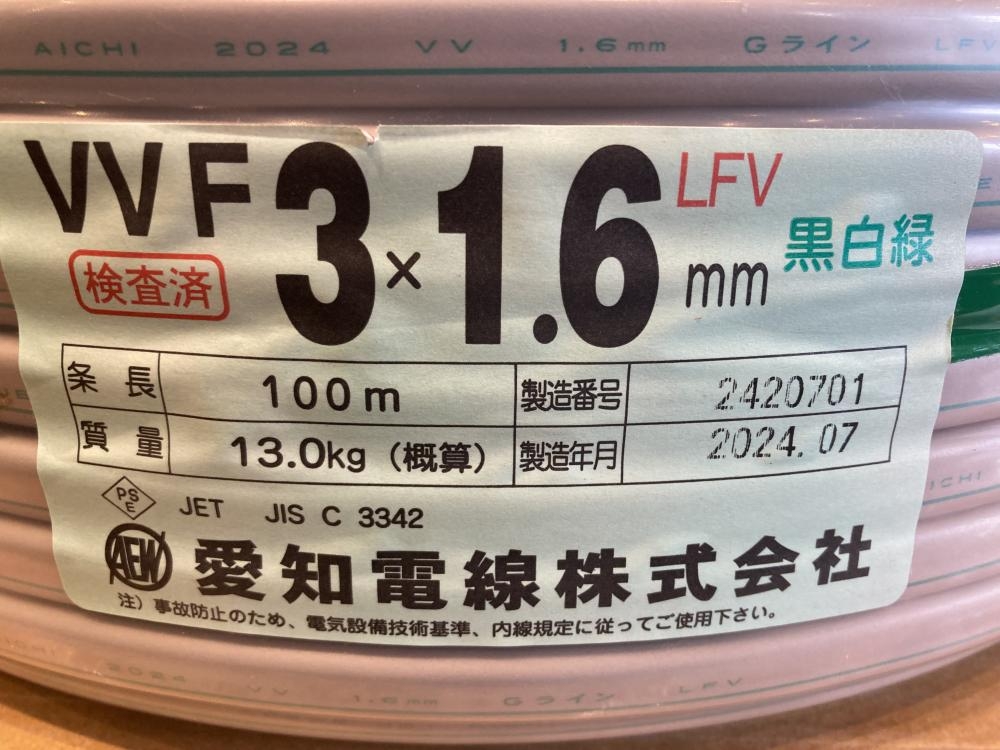 AICHI 2024 VV 1.6mm Gライン LFV
VVF 3×1.6mm LFV
検査済
黒白緑
条長 100m 製造番号 2420701
質量 13.0kg (概算) 製造年月 2024.07
PSE JET JIS C 3342
AEW 愛知電線株式会社
注)事故防止のため、電気設備技術基準、内線規定に従ってご使用下さい。
ICHI
2024 VV 1.6mm Gライン LFV